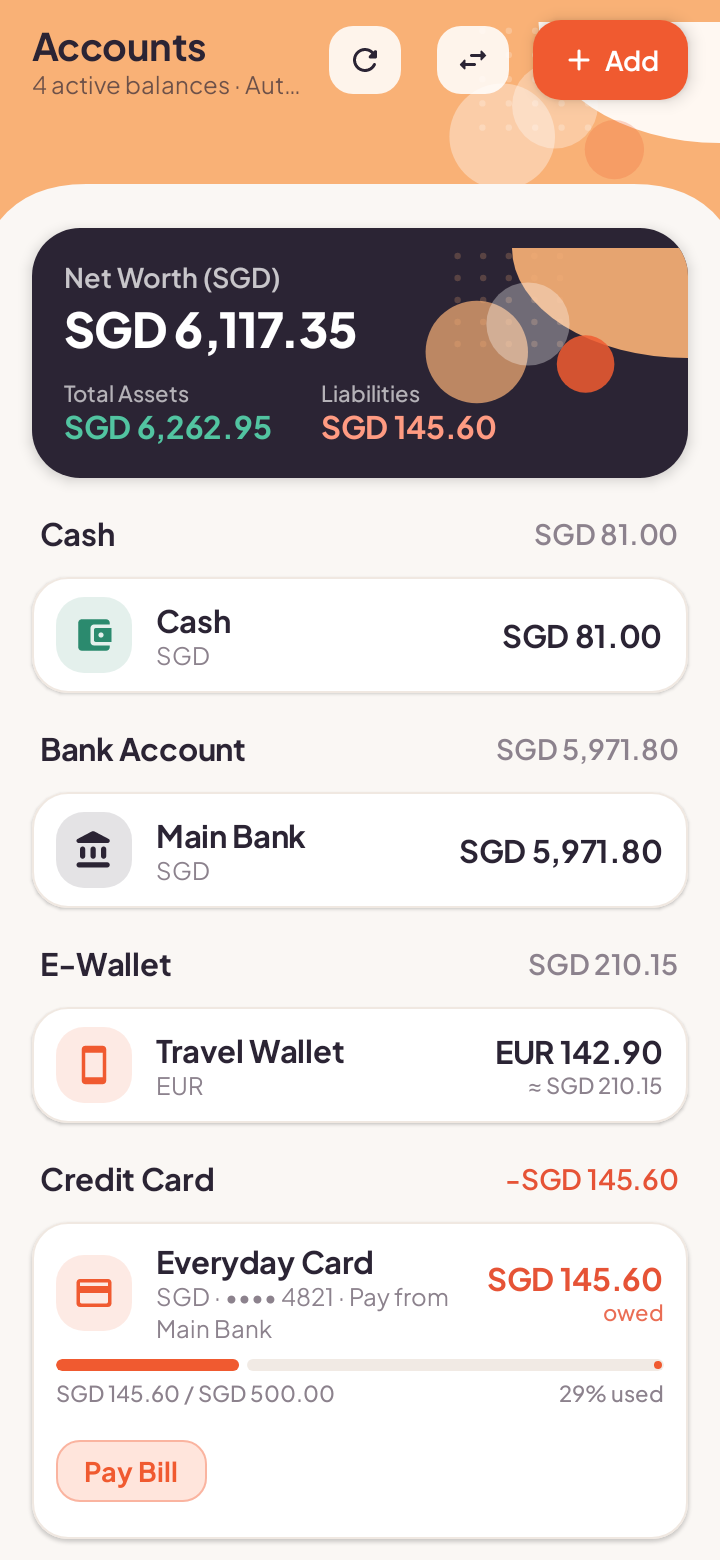 Accounts
4 active balances · Aut...
Add
Net Worth (SGD)
SGD 6,117.35
Total Assets
Liabilities
SGD 6,262.95
SGD 145.60
Cash
SGD 81.00
Cash
SGD
SGD 81.00
Bank Account
SGD 5,971.80
Main Bank
SGD
SGD 5,971.80
E-Wallet
SGD 210.15
Travel Wallet
EUR
EUR 142.90
≈ SGD 210.15
Credit Card
-SGD 145.60
Everyday Card
SGD · •••• 4821 · Pay from
Main Bank
SGD 145.60
owed
SGD 145.60 / SGD 500.00
29% used
Pay Bill